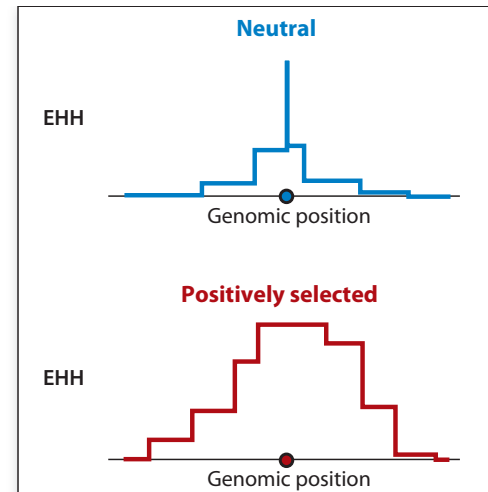 Neutral
EHH
Genomic position
Positively selected
EHH
Genomic position